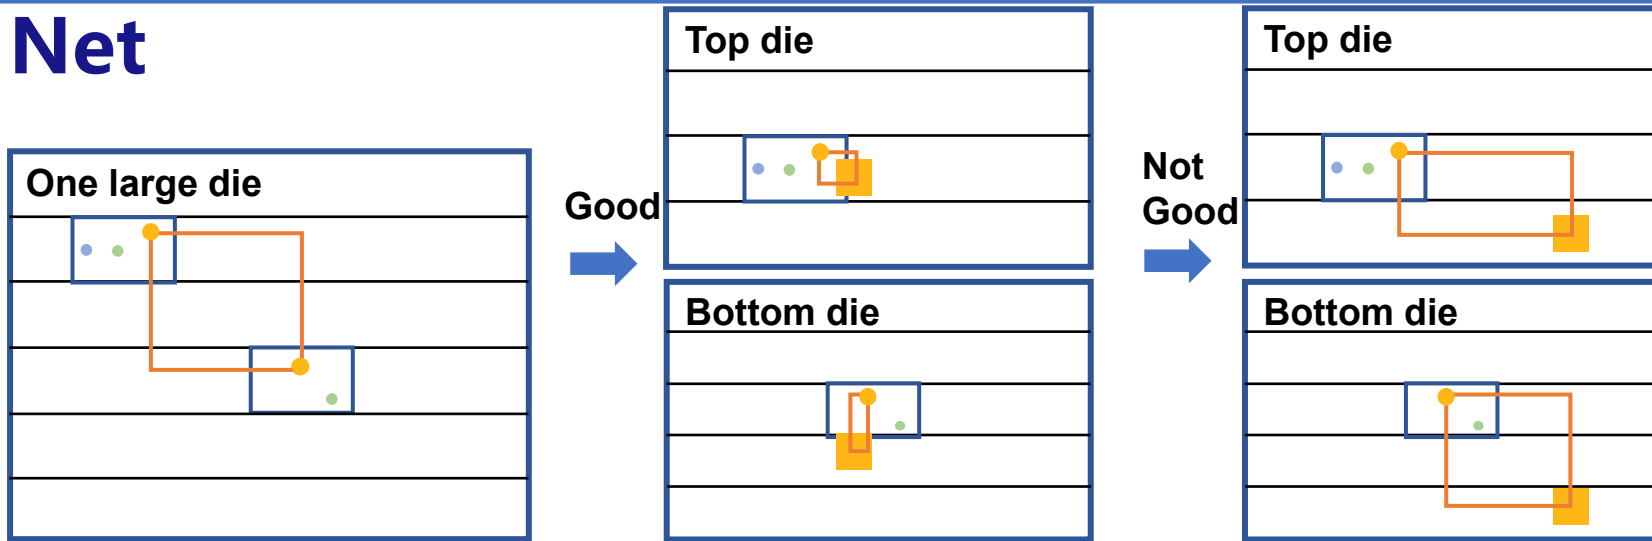 Net
One large die
Good
Top die
Bottom die
Not
Good
Top die
Bottom die